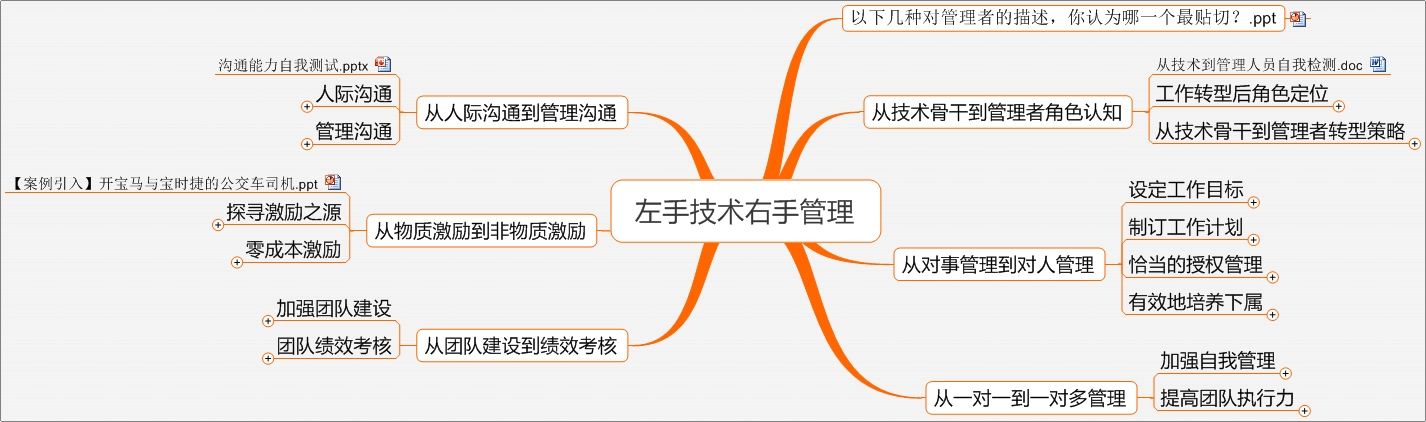 左手技术右手管理
以下几种对管理者的描述，你认为哪一个最贴切？.ppt
从技术骨干到管理者角色认知
从技术到管理人员自我检测.doc
工作转型后角色定位
从技术骨干到管理者转型策略
从对事管理到对人管理
设定工作目标
制订工作计划
恰当的授权管理
有效地培养下属
从一对一到一对多管理
加强自我管理
提高团队执行力
从人际沟通到管理沟通
沟通能力自我测试.pptx
人际沟通
管理沟通
从物质激励到非物质激励
【案例引入】开宝马与宝时捷的公交车司机.ppt
探寻激励之源
零成本激励
从团队建设到绩效考核
加强团队建设
团队绩效考核